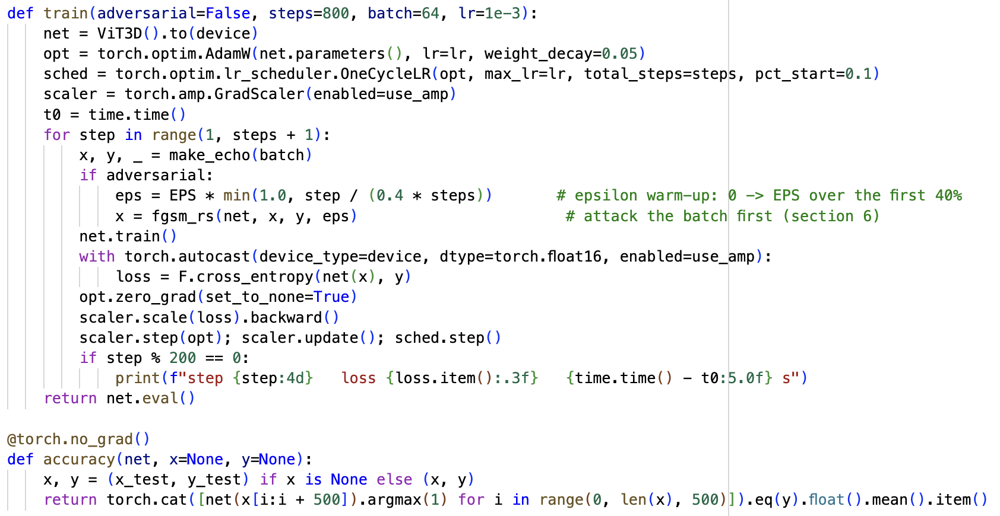 def train(adversarial=False, steps=800, batch=64, lr=1e-3):
    net = ViT3D().to(device)
    opt = torch.optim.AdamW(net.parameters(), lr=lr, weight_decay=0.05)
    sched = torch.optim.lr_scheduler.OneCycleLR(opt, max_lr=lr, total_steps=steps, pct_start=0.1)
    scaler = torch.amp.GradScaler(enabled=use_amp)
    t0 = time.time()
    for step in range(1, steps + 1):
        x, y, _ = make_echo(batch)
        if adversarial:
            eps = EPS * min(1.0, step / (0.4 * steps))       # epsilon warm-up: 0 -> EPS over the first 40%
            x = fgsm_rs(net, x, y, eps)                       # attack the batch first (section 6)
        net.train()
        with torch.autocast(device_type=device, dtype=torch.float16, enabled=use_amp):
            loss = F.cross_entropy(net(x), y)
        opt.zero_grad(set_to_none=True)
        scaler.scale(loss).backward()
        scaler.step(opt); scaler.update(); sched.step()
        if step % 200 == 0:
            print(f"step {step:4d}   loss {loss.item():.3f}   {time.time() - t0:5.0f} s")
    return net.eval()

@torch.no_grad()
def accuracy(net, x=None, y=None):
    x, y = (x_test, y_test) if x is None else (x, y)
    return torch.cat([net(x[i:i + 500]).argmax(1) for i in range(0, len(x), 500)]).eq(y).float().mean().item()